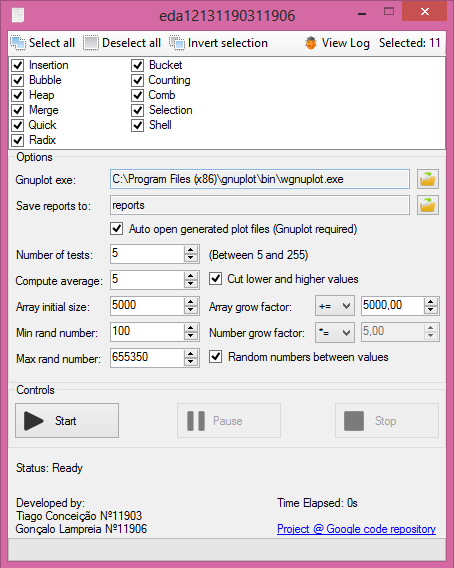 eda12131190311906
Select all Deselect all Invert selection View Log Selected: 11
Insertion Bucket
Bubble Counting
Heap Comb
Merge Selection
Quick Shell
Radix
Options
Gnuplot exe: C:\Program Files (x86)\gnuplot\bin\wgnuplot.exe
Save reports to: reports
Auto open generated plot files (Gnuplot required)
Number of tests: 5 (Between 5 and 255)
Compute average: 5 Cut lower and higher values
Array initial size: 5000 Array grow factor: += 5000,00
Min rand number: 100 Number grow factor: *= 5,00
Max rand number: 655350 Random numbers between values
Controls
Start Pause Stop
Status: Ready
Developed by: Time Elapsed: 0s
Tiago Conceição Nº11903
Gonçalo Lampreia Nº11906 Project @ Google code repository